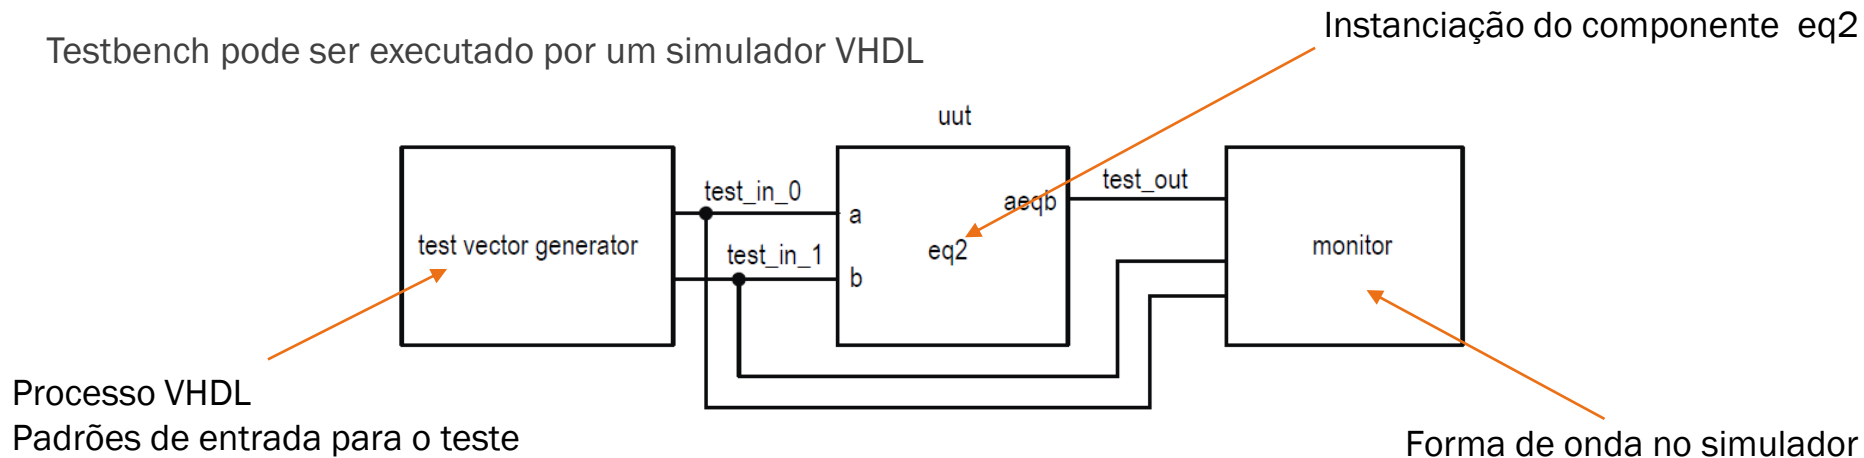 Instanciação do componente eq2
Testbench pode ser executado por um simulador VHDL
uut
test_in_0
test_out
a
aeqb
test vector generator
test_in_1
eq2
monitor
b
Processo VHDL
Padrões de entrada para o teste
Forma de onda no simulador